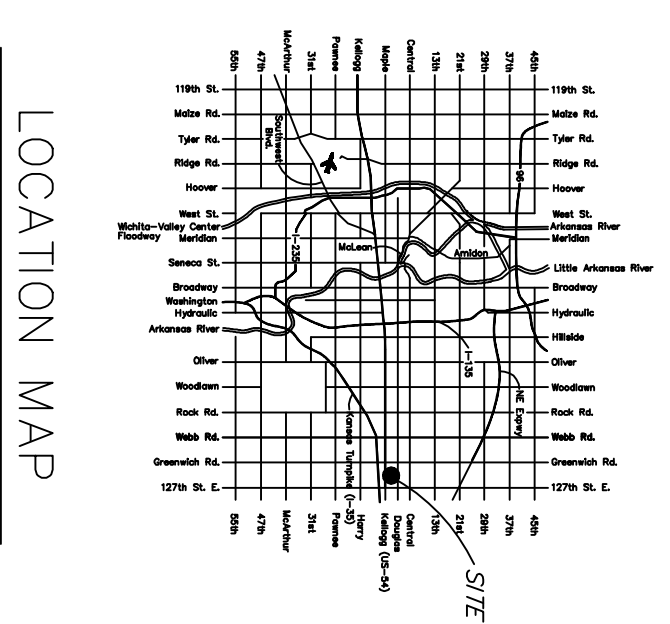 LOCATION MAP
55th
47th
McArthur
31st
Pawnee
Kellogg
Maple
Central
13th
21st
29th
37th
45th
119th St.
Maize Rd.
Tyler Rd.
Ridge Rd.
Hoover
West St.
Wichita-Valley Center
Floodway
Meridian
Seneca St.
Broadway
Washington
Hydraulic
Arkansas River
Oliver
Woodlawn
Rock Rd.
Webb Rd.
Greenwich Rd.
127th St. E.
Southwest
Blvd.
I-235
McLean
Amidon
96
I-135
NE Expwy
Kansas Turnpike (I-35)
119th St.
Maize Rd.
Tyler Rd.
Ridge Rd.
Hoover
West St.
Arkansas River
Meridian
Little Arkansas River
Broadway
Hydraulic
Hillside
Oliver
Woodlawn
Rock Rd.
Webb Rd.
Greenwich Rd.
127th St. E.
55th
47th
McArthur
31st
Pawnee
Harry
Kellogg (US-54)
Douglas
Central
13th
21st
29th
37th
45th
SITE